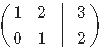 ( 1 2 | 3 )
( 0 1 | 2 )